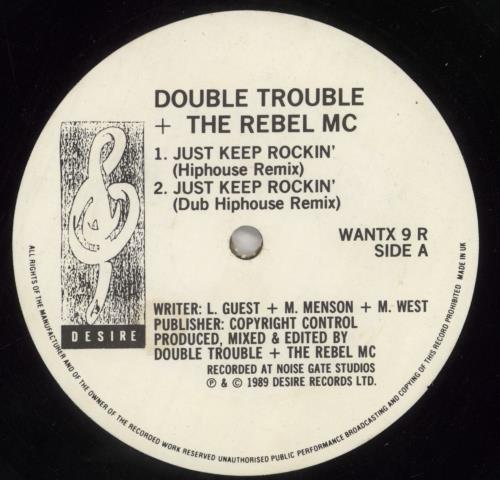 DOUBLE TROUBLE
+ THE REBEL MC
1. JUST KEEP ROCKIN'
(Hiphouse Remix)
2. JUST KEEP ROCKIN'
(Dub Hiphouse Remix)
WANTX 9 R
SIDE A
DESIRE
WRITER: L. GUEST + M. MENSON + M. WEST
PUBLISHER: COPYRIGHT CONTROL
PRODUCED, MIXED & EDITED BY
DOUBLE TROUBLE + THE REBEL MC
RECORDED AT NOISE GATE STUDIOS
℗ & © 1989 DESIRE RECORDS LTD.
ALL RIGHTS OF THE MANUFACTURER AND OF THE OWNER OF THE RECORDED WORK RESERVED UNAUTHORISED PUBLIC PERFORMANCE BROADCASTING AND COPYING OF THIS RECORD PROHIBITED MADE IN UK